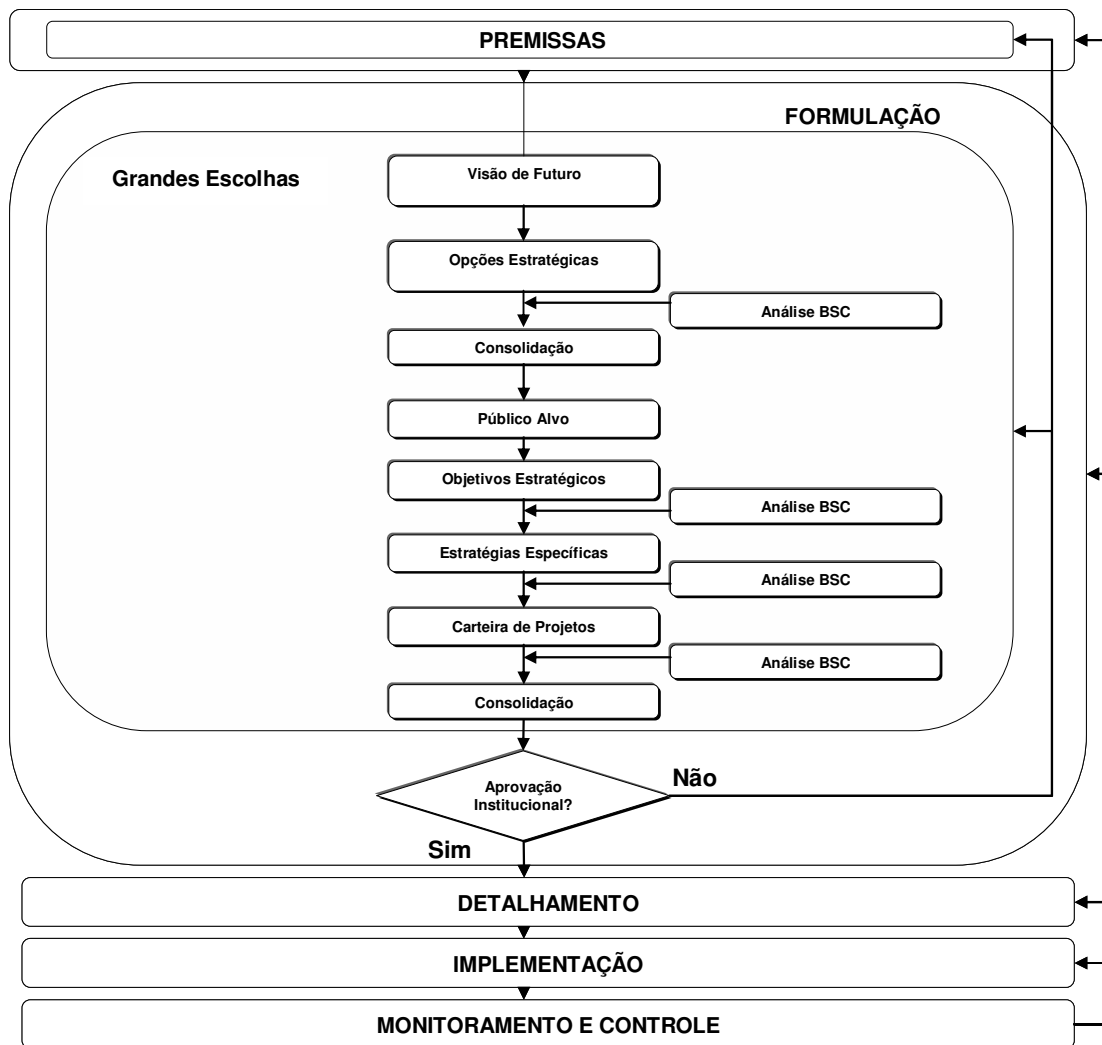 PREMISSAS
FORMULAÇÃO
Grandes Escolhas
Visão de Futuro
Opções Estratégicas
Análise BSC
Consolidação
Público Alvo
Objetivos Estratégicos
Análise BSC
Estratégias Específicas
Análise BSC
Carteira de Projetos
Análise BSC
Consolidação
Aprovação
Institucional?
Não
Sim
DETALHAMENTO
IMPLEMENTAÇÃO
MONITORAMENTO E CONTROLE